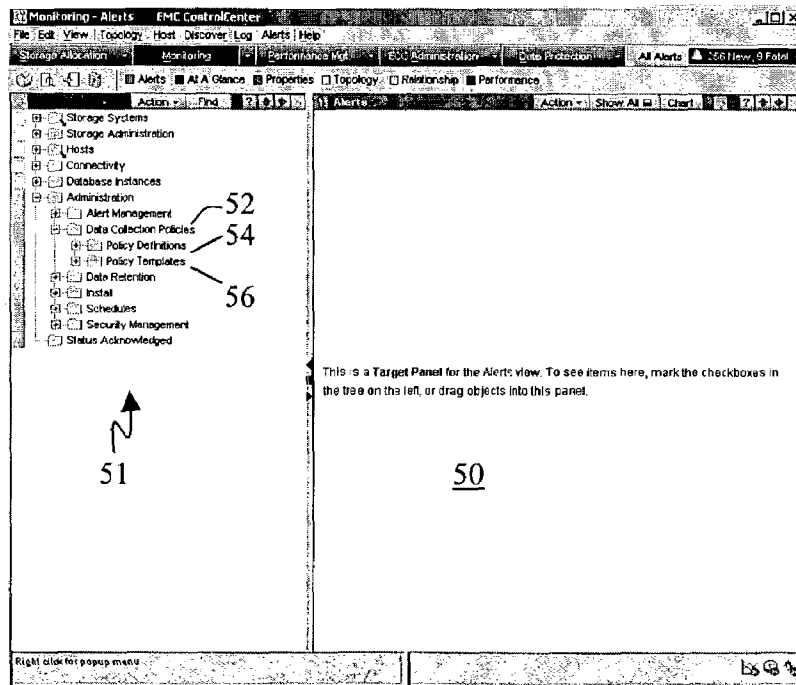 Monitoring - Alerts EMC ControlCenter
File Edit View Topology Host Discover Log Alerts Help
Storage Allocation Monitoring Performance Mgt. ECC Administration Data Protection All Alerts 256 New, 9 Fatal
Alerts At A Glance Properties Topology Relationship Performance
Action Find ?
Alerts Action Show All Chart ?
Storage Systems
Storage Administration
Hosts
Connectivity
Database Instances
Administration
Alert Management
Data Collection Policies
Policy Definitions
Policy Templates
Data Retention
Install
Schedules
Security Management
Status Acknowledged
52
54
56
51
This is a Target Panel for the Alerts view. To see items here, mark the checkboxes in
the tree on the left, or drag objects into this panel.
50
Right click for popup menu